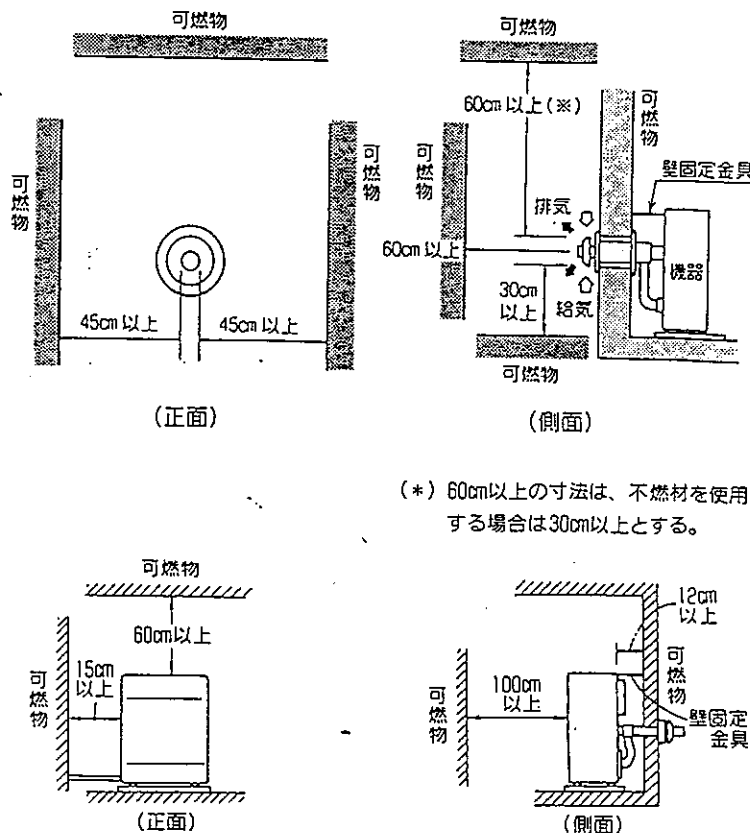 可燃物
可燃物
可燃物
45cm以上
45cm以上
(正面)
可燃物
60cm以上(※)
可燃物
可燃物
壁固定金具
排気
60cm以上
機器
30cm
以上
給気
可燃物
(側面)
(*) 60cm以上の寸法は、不燃材を使用
する場合は30cm以上とする。
可燃物
60cm以上
15cm
以上
可燃物
(正面)
12cm
以上
可燃物
100cm
以上
可燃物
壁固定
金具
(側面)